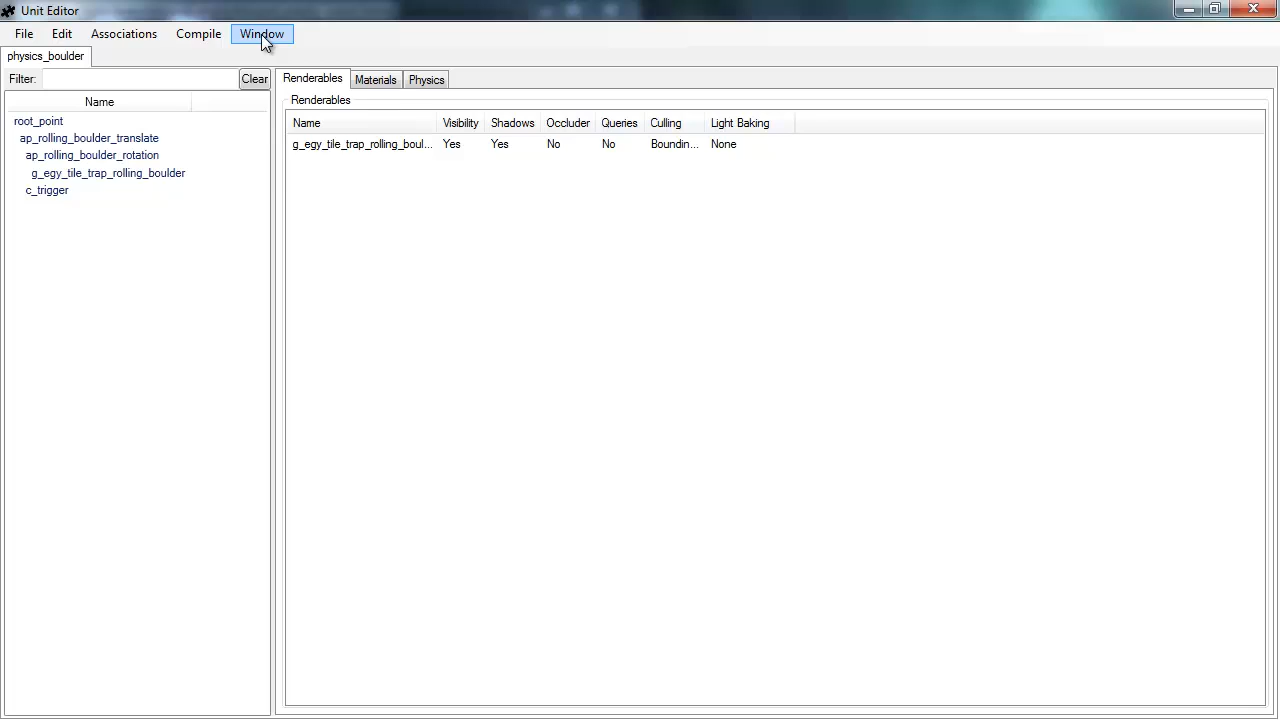 Unit Editor
File Edit Associations Compile Window
physics_boulder
Filter: Clear
Name
root_point
ap_rolling_boulder_translate
ap_rolling_boulder_rotation
g_egy_tile_trap_rolling_boulder
c_trigger
Renderables Materials Physics
Renderables
Name Visibility Shadows Occluder Queries Culling Light Baking
g_egy_tile_trap_rolling_boul... Yes Yes No No Boundin... None